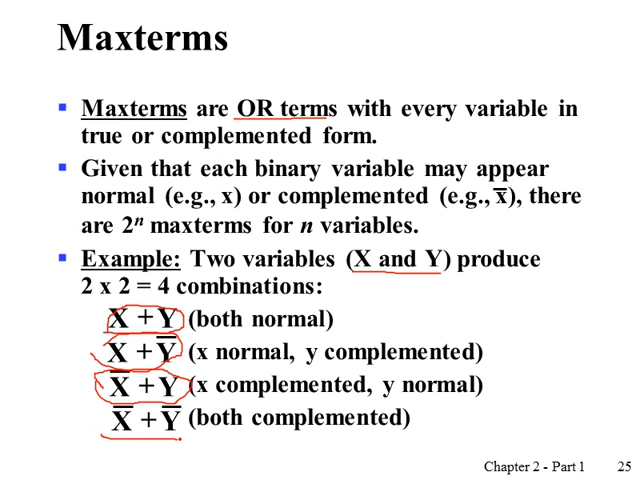 Maxterms
▪ Maxterms are OR terms with every variable in
true or complemented form.
▪ Given that each binary variable may appear
normal (e.g., x) or complemented (e.g., x̅), there
are 2ⁿ maxterms for n variables.
▪ Example: Two variables (X and Y) produce
2 x 2 = 4 combinations:
X + Y (both normal)
X + Y̅ (x normal, y complemented)
X̅ + Y (x complemented, y normal)
X̅ + Y̅ (both complemented)
Chapter 2 - Part 1 25